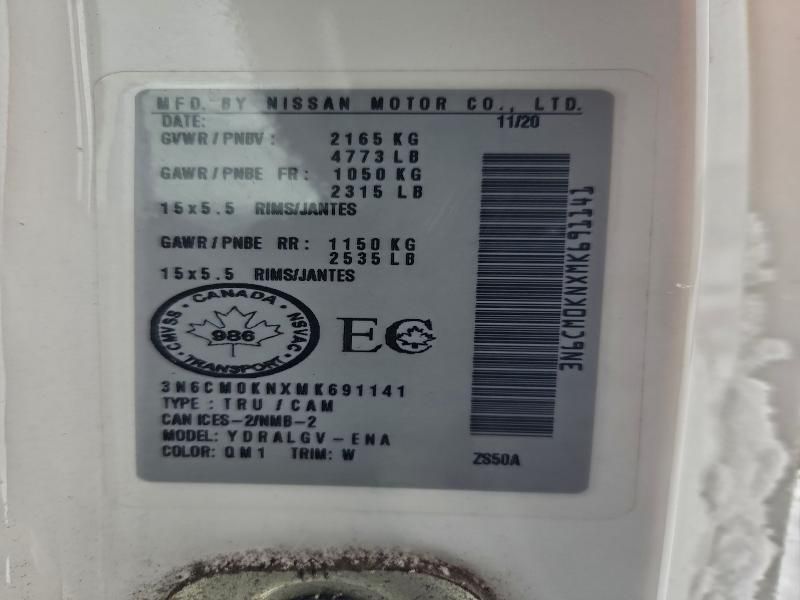 MFD. BY NISSAN MOTOR CO., LTD.
DATE: 11/20
GVWR/PNBV: 2165 KG
4773 LB
GAWR/PNBE FR: 1050 KG
2315 LB
15x5.5 RIMS/JANTES
GAWR/PNBE RR: 1150 KG
2535 LB
15x5.5 RIMS/JANTES
CANADA
CMVSS NSVAC
986
TRANSPORT
EC
3N6CM0KNXMK691141
TYPE: TRU/CAM
CAN ICES-2/NMB-2
MODEL: YDRALGV-ENA
COLOR: QM1 TRIM: W
ZS50A
3N6CM0KNXMK691141